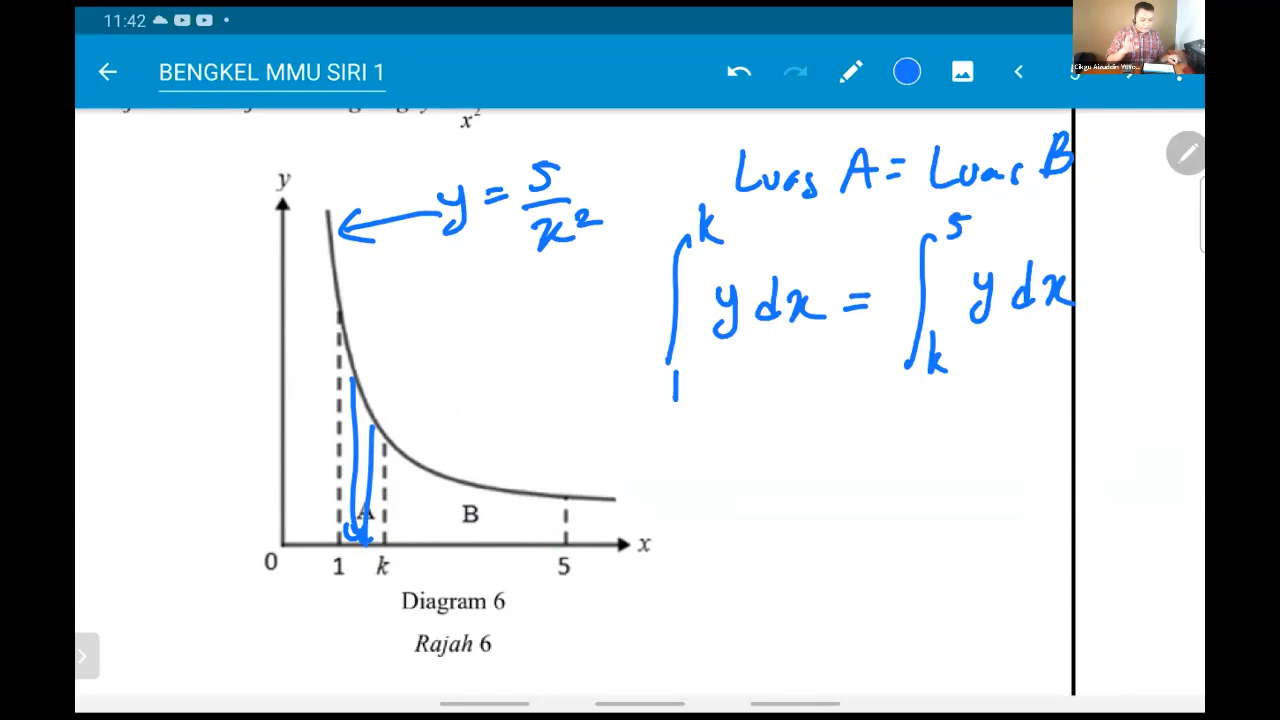 11:42
BENGKEL MMU SIRI 1
x²
y
y = 5/x²
Luas A = Luas B
∫₁ᵏ y dx = ∫ₖ⁵ y dx
A
B
0 1 k 5 x
Diagram 6
Rajah 6